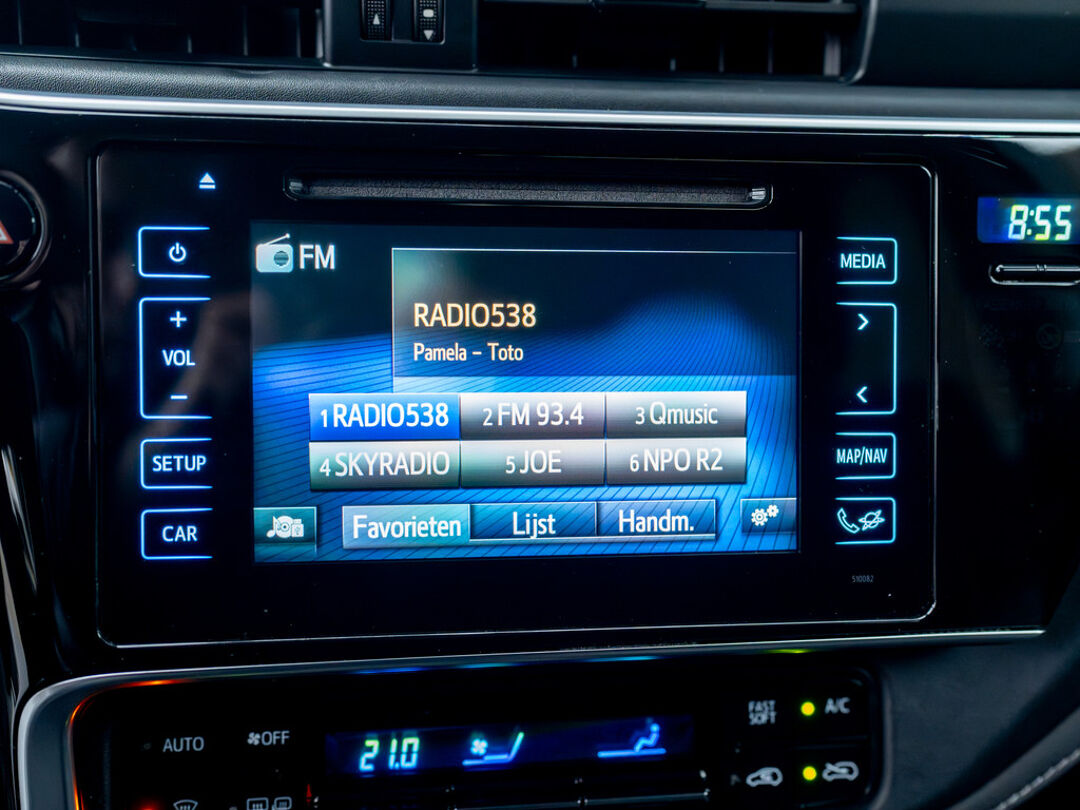 8:55
FM
MEDIA
RADIO538
Pamela – Toto
+
VOL
–
1 RADIO538 2 FM 93.4 3 Qmusic
4 SKYRADIO 5 JOE 6 NPO R2
SETUP
MAP/NAV
Favorieten Lijst Handm.
CAR
510082
FAST
SOFT
A/C
AUTO
OFF
21.0